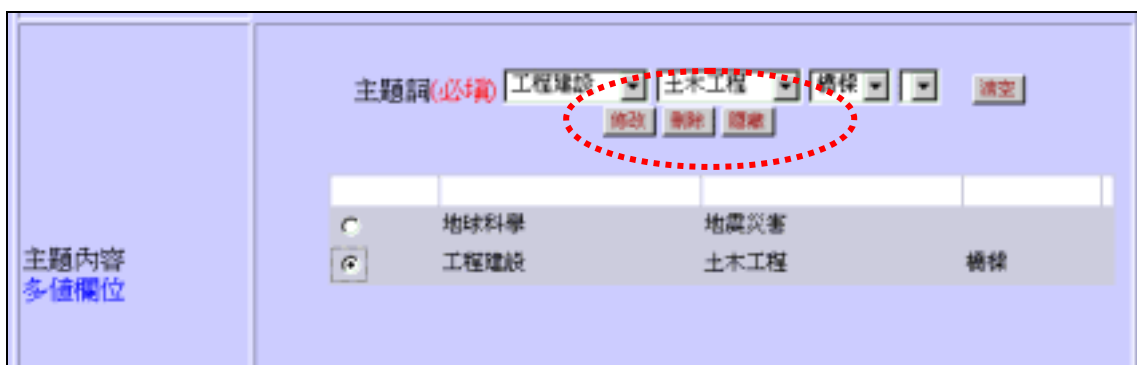 主題詞(必填) 工程建設 土木工程 橋樑 清空
修改 刪除 隱藏
地球科學 地震災害
工程建設 土木工程 橋樑
主題內容
多值欄位